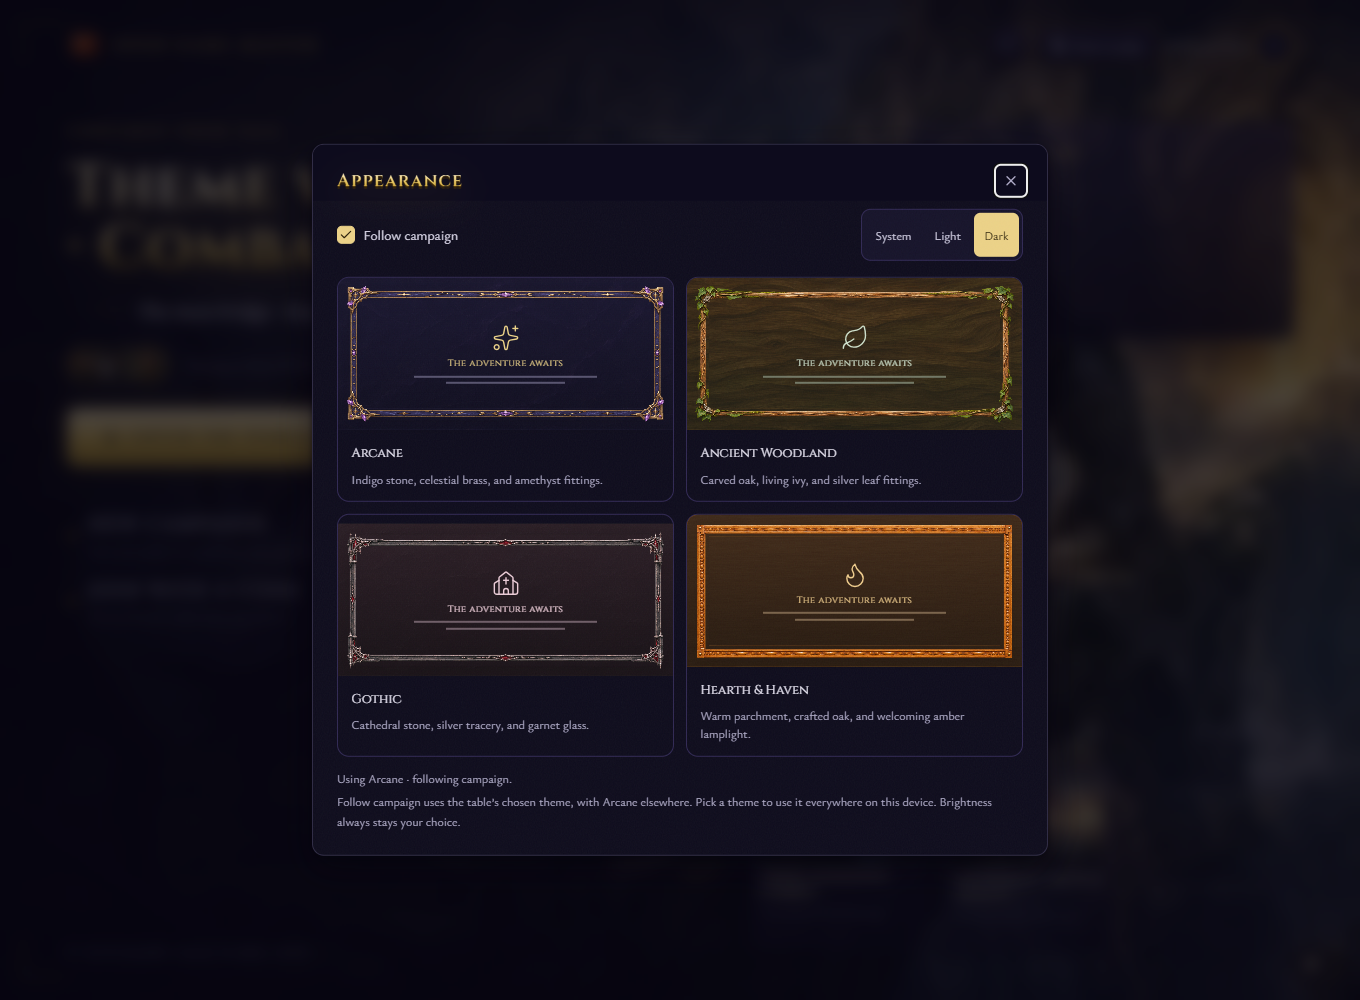 Appearance
Follow campaign
System
Light
Dark
The adventure awaits
The adventure awaits
Arcane
Indigo stone, celestial brass, and amethyst fittings.
Ancient Woodland
Carved oak, living ivy, and silver leaf fittings.
The adventure awaits
The adventure awaits
Gothic
Cathedral stone, silver tracery, and garnet glass.
Hearth & Haven
Warm parchment, crafted oak, and welcoming amber
lamplight.
Using Arcane · following campaign.
Follow campaign uses the table's chosen theme, with Arcane elsewhere. Pick a theme to use it everywhere on this device. Brightness
always stays your choice.
Theme